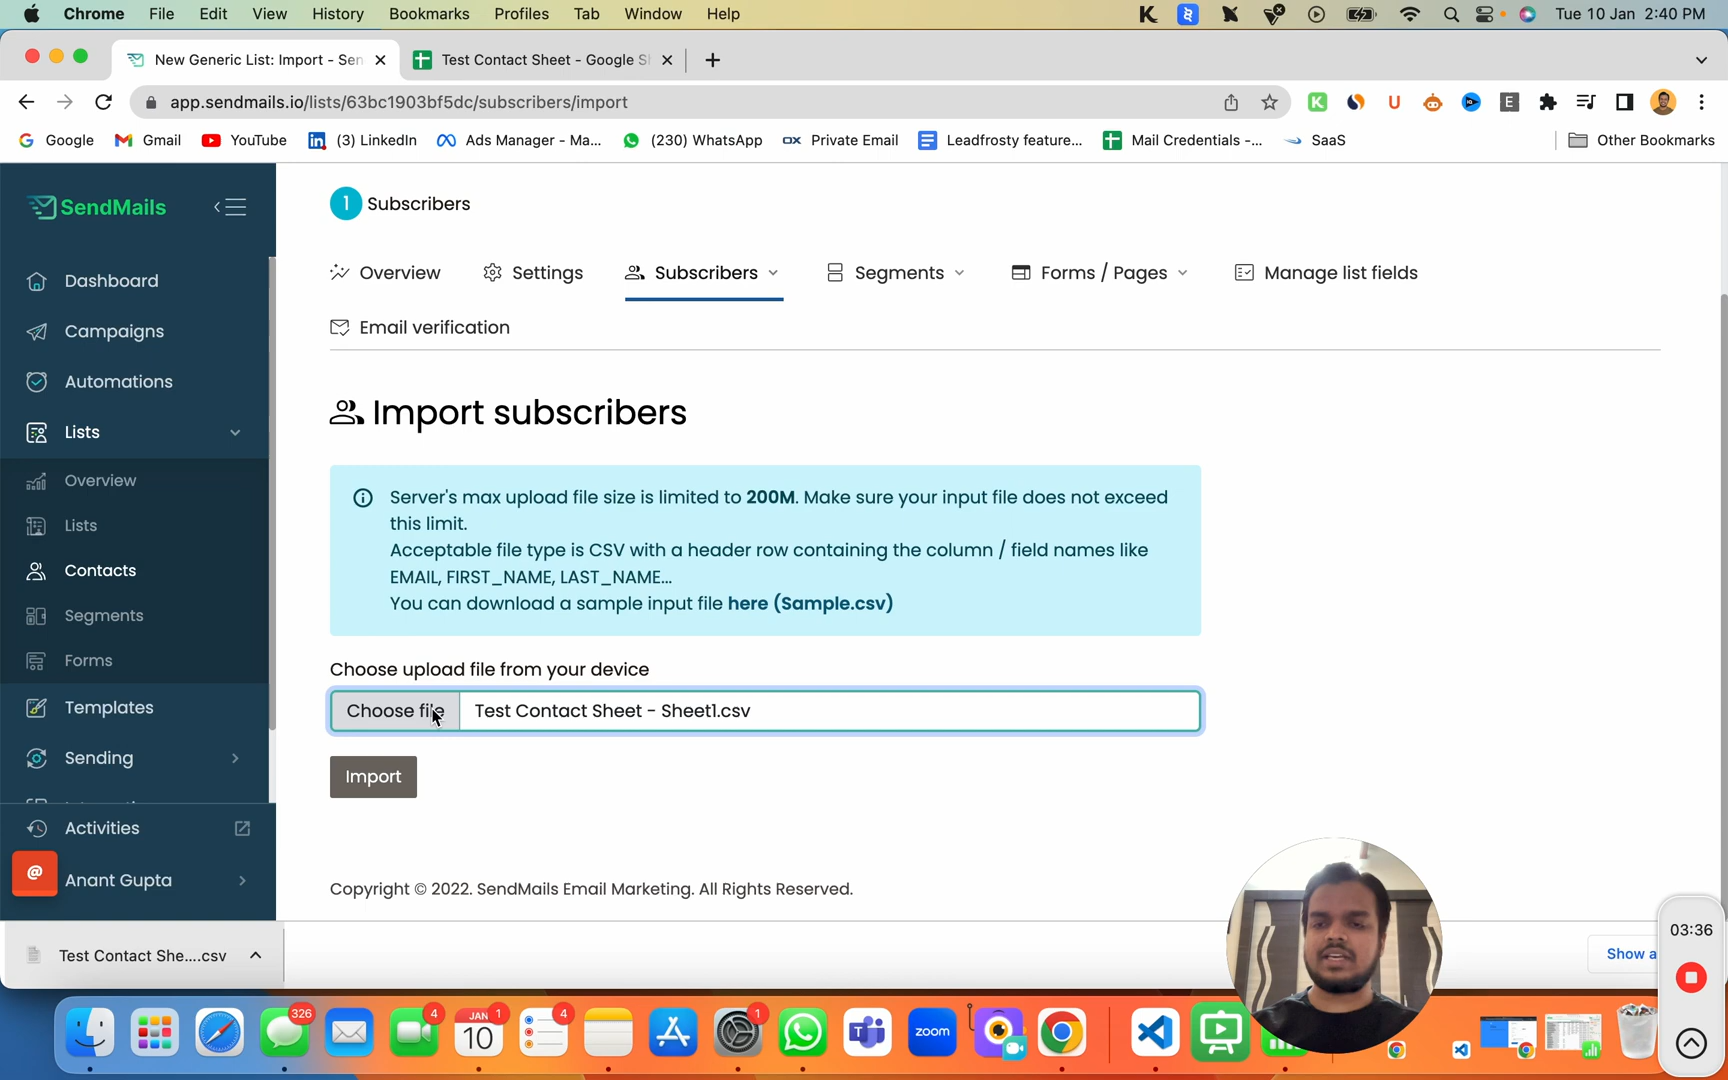 Chrome File Edit View History Bookmarks Profiles Tab Window Help Tue 10 Jan 2:40 PM
New Generic List: Import - Sen Test Contact Sheet - Google S
app.sendmails.io/lists/63bc1903bf5dc/subscribers/import
Google Gmail YouTube (3) LinkedIn Ads Manager - Ma... (230) WhatsApp Private Email Leadfrosty feature... Mail Credentials -... SaaS Other Bookmarks
SendMails
Dashboard
Campaigns
Automations
Lists
Overview
Lists
Contacts
Segments
Forms
Templates
Sending
Activities
@ Anant Gupta
1 Subscribers
Overview Settings Subscribers Segments Forms / Pages Manage list fields
Email verification
Import subscribers
Server's max upload file size is limited to 200M. Make sure your input file does not exceed
this limit.
Acceptable file type is CSV with a header row containing the column / field names like
EMAIL, FIRST_NAME, LAST_NAME...
You can download a sample input file here (Sample.csv)
Choose upload file from your device
Choose file Test Contact Sheet - Sheet1.csv
Import
Copyright © 2022. SendMails Email Marketing. All Rights Reserved.
Test Contact She....csv
Show a
03:36
326 4 JAN 1 4 1
10 zoom